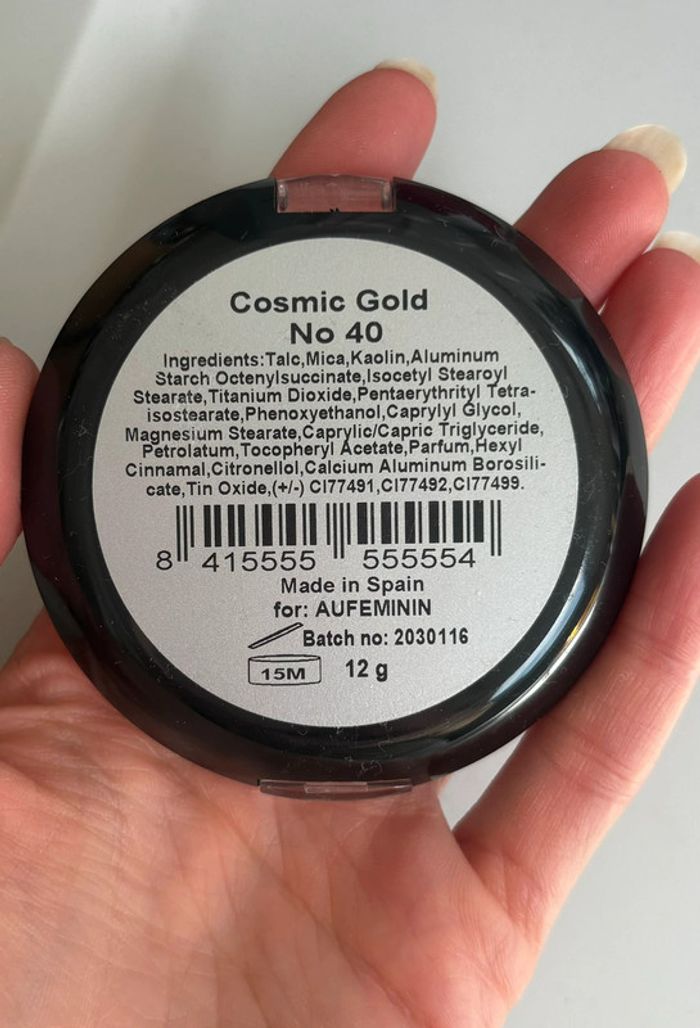 Cosmic Gold
No 40
Ingredients:Talc,Mica,Kaolin,Aluminum
Starch Octenylsuccinate,Isocetyl Stearoyl
Stearate,Titanium Dioxide,Pentaerythrityl Tetra-
isostearate,Phenoxyethanol,Caprylyl Glycol,
Magnesium Stearate,Caprylic/Capric Triglyceride,
Petrolatum,Tocopheryl Acetate,Parfum,Hexyl
Cinnamal,Citronellol,Calcium Aluminum Borosili-
cate,Tin Oxide,(+/-) CI77491,CI77492,CI77499.
8 415555 555554
Made in Spain
for: AUFEMININ
Batch no: 2030116
15M 12 g